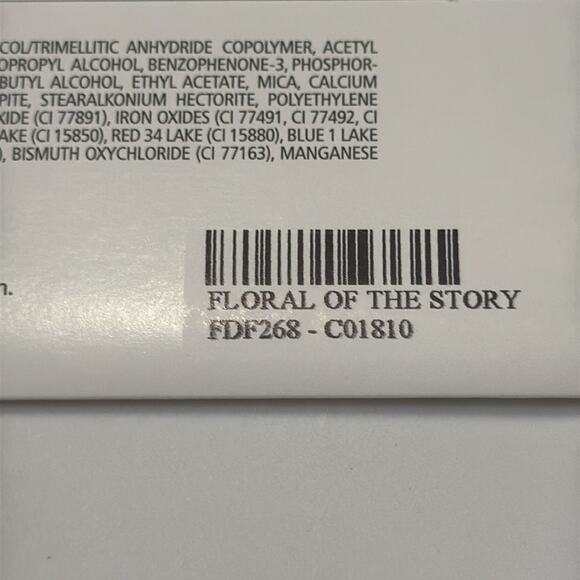 COL/TRIMELLITIC ANHYDRIDE COPOLYMER, ACETYL
OPROPYL ALCOHOL, BENZOPHENONE-3, PHOSPHOR-
BUTYL ALCOHOL, ETHYL ACETATE, MICA, CALCIUM
PITE, STEARALKONIUM HECTORITE, POLYETHYLENE
XIDE (CI 77891), IRON OXIDES (CI 77491, CI 77492, CI
AKE (CI 15850), RED 34 LAKE (CI 15880), BLUE 1 LAKE
), BISMUTH OXYCHLORIDE (CI 77163), MANGANESE
n.
FLORAL OF THE STORY
FDF268 - C01810